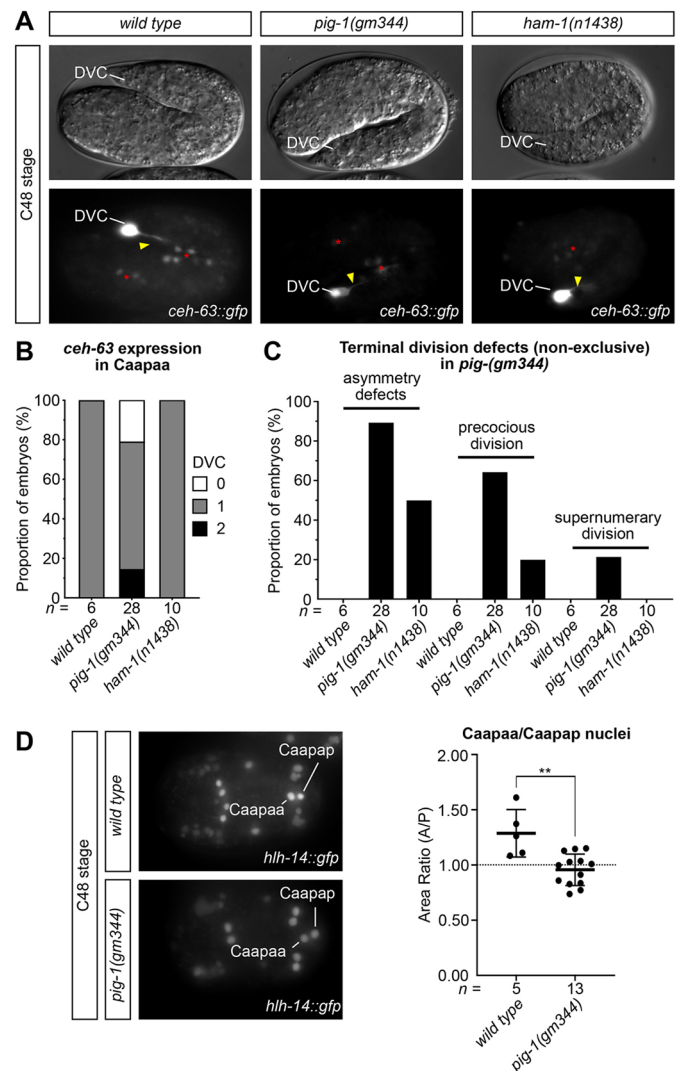 A
wild type
pig-1(gm344)
ham-1(n1438)
C48 stage
DVC
DVC
DVC
DVC
DVC
DVC
*
*
*
*
*
ceh-63::gfp
ceh-63::gfp
ceh-63::gfp
B
ceh-63 expression
in Caapaa
Proportion of embryos (%)
100
80
60
40
20
0
DVC
0
1
2
n =
6
28
10
wild type
pig-1(gm344)
ham-1(n1438)
C
Terminal division defects (non-exclusive)
in pig-(gm344)
asymmetry
defects
precocious
division
supernumerary
division
Proportion of embryos (%)
100
80
60
40
20
0
n =
6
28
10
6
28
10
6
28
10
wild type
pig-1(gm344)
ham-1(n1438)
wild type
pig-1(gm344)
ham-1(n1438)
wild type
pig-1(gm344)
ham-1(n1438)
D
C48 stage
wild type
Caapap
Caapaa
hlh-14::gfp
pig-1(gm344)
Caapap
Caapaa
hlh-14::gfp
Caapaa/Caapap nuclei
Area Ratio (A/P)
2.00
1.50
1.00
0.50
0.00
**
n =
5
13
wild type
pig-1(gm344)